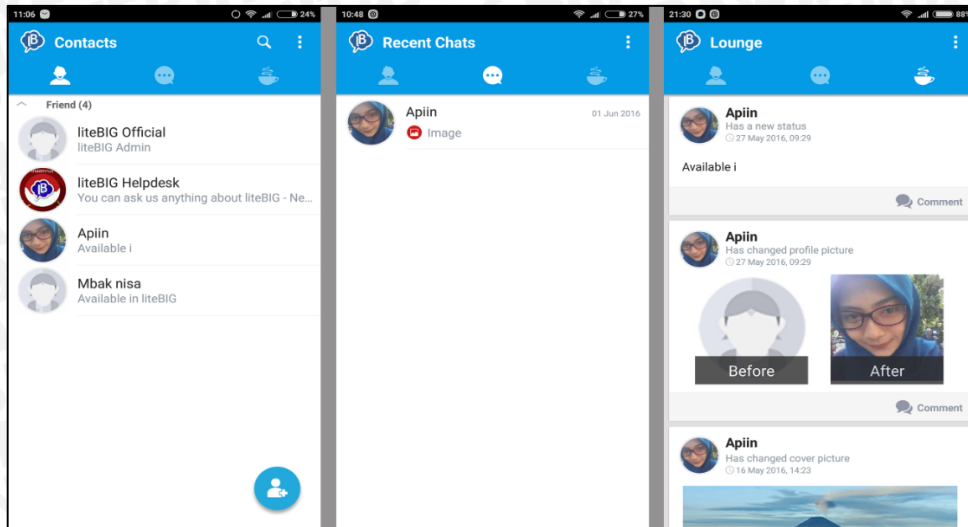 11:06
24%
Contacts
Friend (4)
liteBIG Official
liteBIG Admin
liteBIG Helpdesk
You can ask us anything about liteBIG - Ne...
Apiin
Available i
Mbak nisa
Available in liteBIG
10:48
27%
Recent Chats
Apiin
01 Jun 2016
Image
21:30
88%
Lounge
Apiin
Has a new status
27 May 2016, 09:29
Available i
Comment
Apiin
Has changed profile picture
27 May 2016, 09:29
Before
After
Comment
Apiin
Has changed cover picture
16 May 2016, 14:23